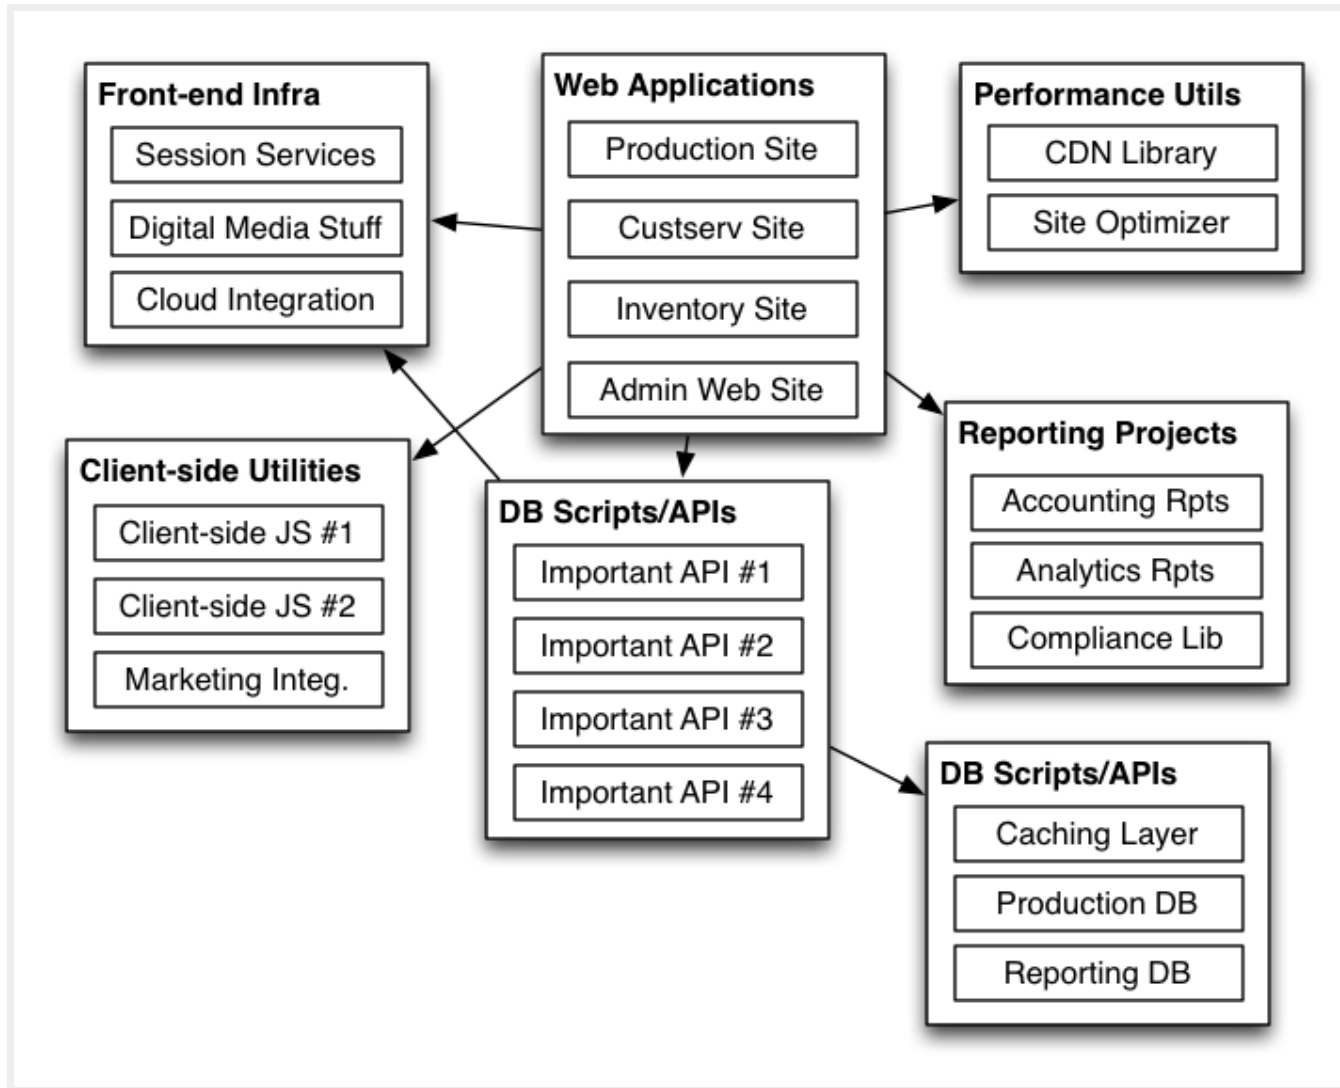 Front-end Infra
Session Services
Digital Media Stuff
Cloud Integration
Web Applications
Production Site
Custserv Site
Inventory Site
Admin Web Site
Performance Utils
CDN Library
Site Optimizer
Client-side Utilities
Client-side JS #1
Client-side JS #2
Marketing Integ.
DB Scripts/APIs
Important API #1
Important API #2
Important API #3
Important API #4
Reporting Projects
Accounting Rpts
Analytics Rpts
Compliance Lib
DB Scripts/APIs
Caching Layer
Production DB
Reporting DB